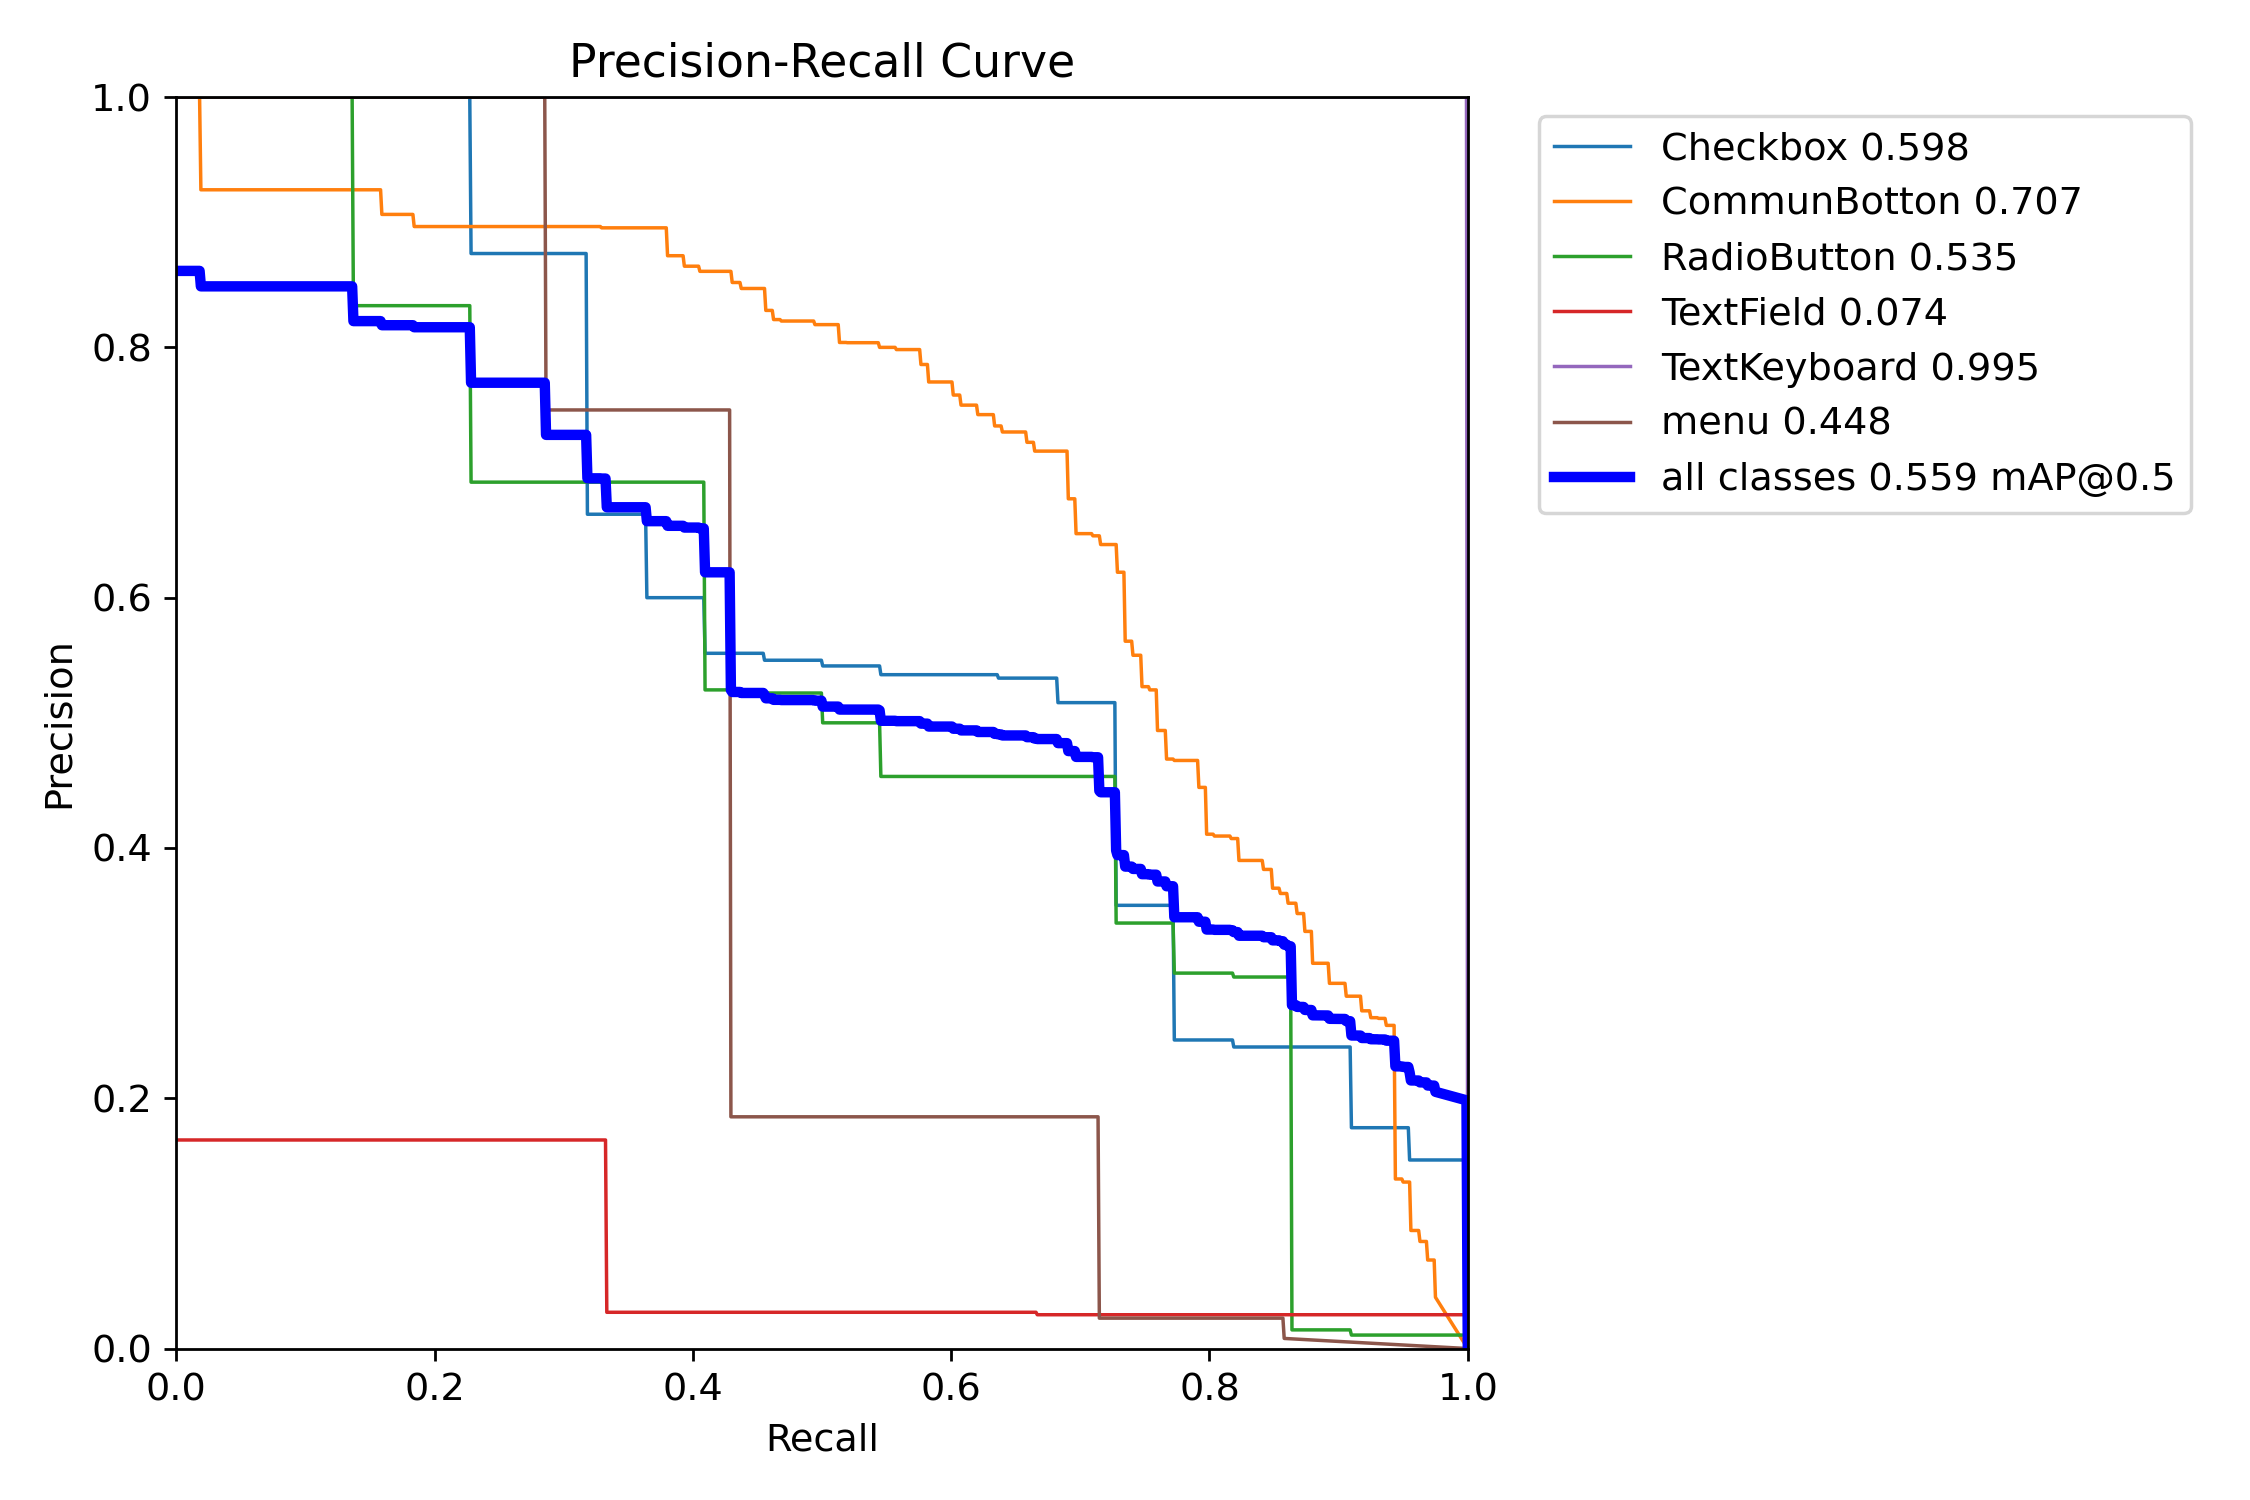 Precision-Recall Curve
1.0
0.8
0.6
0.4
0.2
0.0
Precision
0.0 0.2 0.4 0.6 0.8 1.0
Recall
Checkbox 0.598
CommunBotton 0.707
RadioButton 0.535
TextField 0.074
TextKeyboard 0.995
menu 0.448
all classes 0.559 mAP@0.5